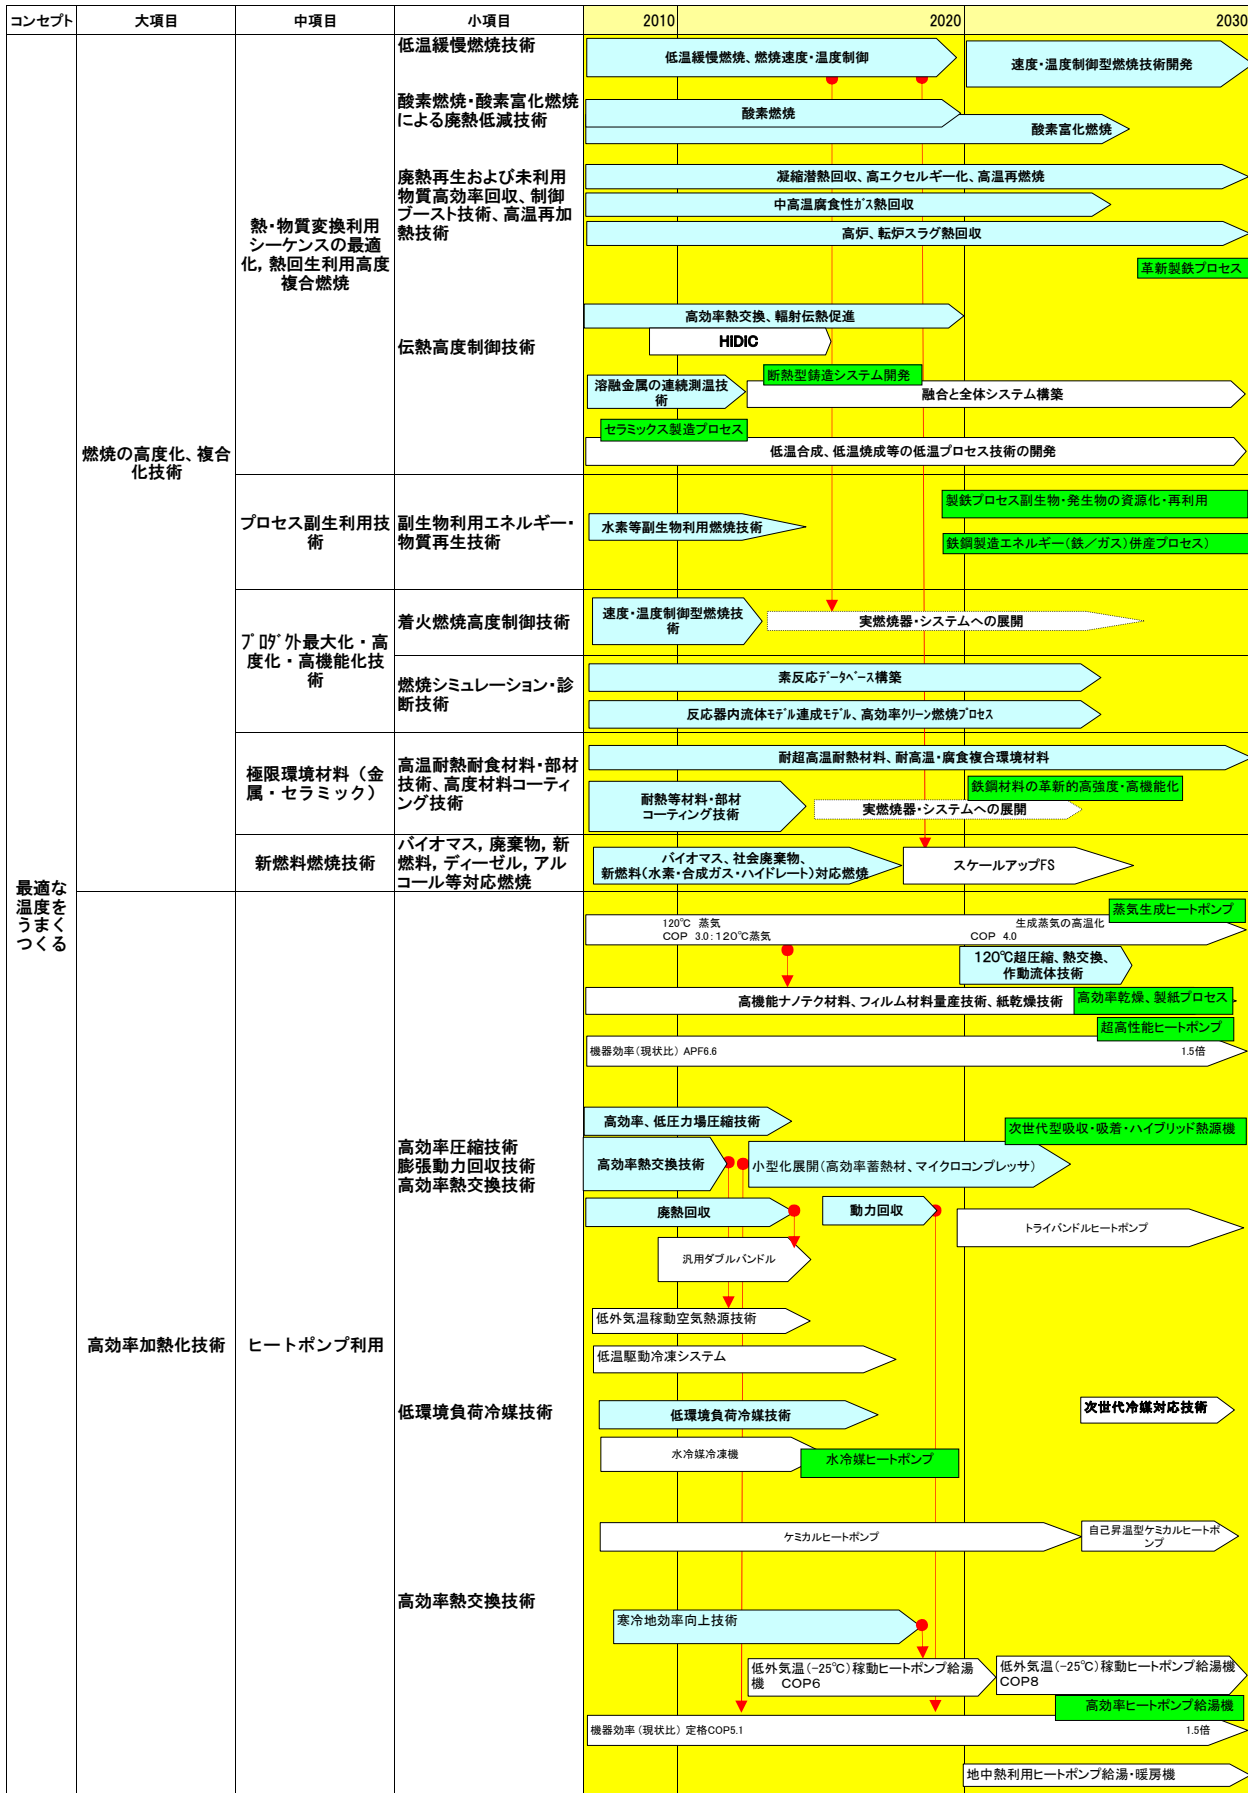 コンセプト 大項目 中項目 小項目 2010 2020 2030
最適な
温度を
うまく
つくる
燃焼の高度化、複合
化技術
熱・物質変換利用
シーケンスの最適
化，熱回生利用高度
複合燃焼
低温緩慢燃焼技術
低温緩慢燃焼、燃焼速度・温度制御
速度・温度制御型燃焼技術開発
酸素燃焼・酸素富化燃焼
による廃熱低減技術
酸素燃焼
酸素富化燃焼
廃熱再生および未利用
物質高効率回収、制御
ブースト技術、高温再加
熱技術
凝縮潜熱回収、高エクセルギー化、高温再燃焼
中高温腐食性ガス熱回収
高炉、転炉スラグ熱回収
革新製鉄プロセス
伝熱高度制御技術
高効率熱交換、輻射伝熱促進
HIDIC
断熱型鋳造システム開発
溶融金属の連続測温技
術
融合と全体システム構築
セラミックス製造プロセス
低温合成、低温焼成等の低温プロセス技術の開発
プロセス副生利用技
術
副生物利用エネルギー・
物質再生技術
水素等副生物利用燃焼技術
製鉄プロセス副生物・発生物の資源化・再利用
鉄鋼製造エネルギー（鉄／ガス）併産プロセス）
プロダクト最大化・高
度化・高機能化技
術
着火燃焼高度制御技術
速度・温度制御型燃焼技
術
実燃焼器・システムへの展開
燃焼シミュレーション・診
断技術
素反応データベース構築
反応器内流体モデル連成モデル、高効率クリーン燃焼プロセス
極限環境材料（金
属・セラミック）
高温耐熱耐食材料・部材
技術、高度材料コーティ
ング技術
耐超高温耐熱材料、耐高温・腐食複合環境材料
鉄鋼材料の革新的高強度・高機能化
耐熱等材料・部材
コーティング技術
実燃焼器・システムへの展開
新燃料燃焼技術
バイオマス，廃棄物，新
燃料，ディーゼル，アル
コール等対応燃焼
バイオマス、社会廃棄物、
新燃料（水素・合成ガス・ハイドレート）対応燃焼
スケールアップFS
高効率加熱化技術
ヒートポンプ利用
蒸気生成ヒートポンプ
120℃ 蒸気
COP 3.0：120℃蒸気
生成蒸気の高温化
COP 4.0
120℃超圧縮、熱交換、
作動流体技術
高機能ナノテク材料、フィルム材料量産技術、紙乾燥技術
高効率乾燥、製紙プロセス
超高性能ヒートポンプ
機器効率（現状比） APF6.6 1.5倍
高効率圧縮技術
膨張動力回収技術
高効率熱交換技術
高効率、低圧力場圧縮技術
次世代型吸収・吸着・ハイブリッド熱源機
高効率熱交換技術
小型化展開（高効率蓄熱材、マイクロコンプレッサ）
廃熱回収
動力回収
トライバンドルヒートポンプ
汎用ダブルバンドル
低外気温稼動空気熱源技術
低温駆動冷凍システム
低環境負荷冷媒技術
低環境負荷冷媒技術
次世代冷媒対応技術
水冷媒冷凍機
水冷媒ヒートポンプ
ケミカルヒートポンプ
自己昇温型ケミカルヒートポ
ンプ
高効率熱交換技術
寒冷地効率向上技術
低外気温（-25℃）稼動ヒートポンプ給湯
機 COP6
低外気温（-25℃）稼動ヒートポンプ給湯機
COP8
高効率ヒートポンプ給湯機
機器効率（現状比） 定格COP5.1 1.5倍
地中熱利用ヒートポンプ給湯・暖房機